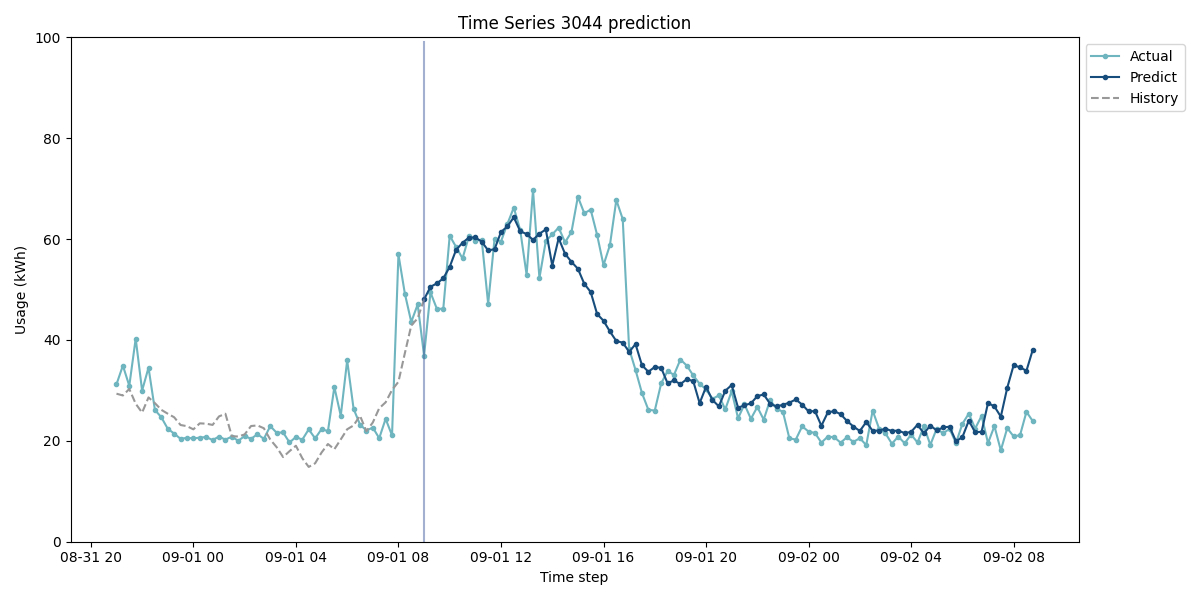 Time Series 3044 prediction
100
80
60
40
20
0
Usage (kWh)
08-31 20
09-01 00
09-01 04
09-01 08
09-01 12
09-01 16
09-01 20
09-02 00
09-02 04
09-02 08
Time step
Actual
Predict
History